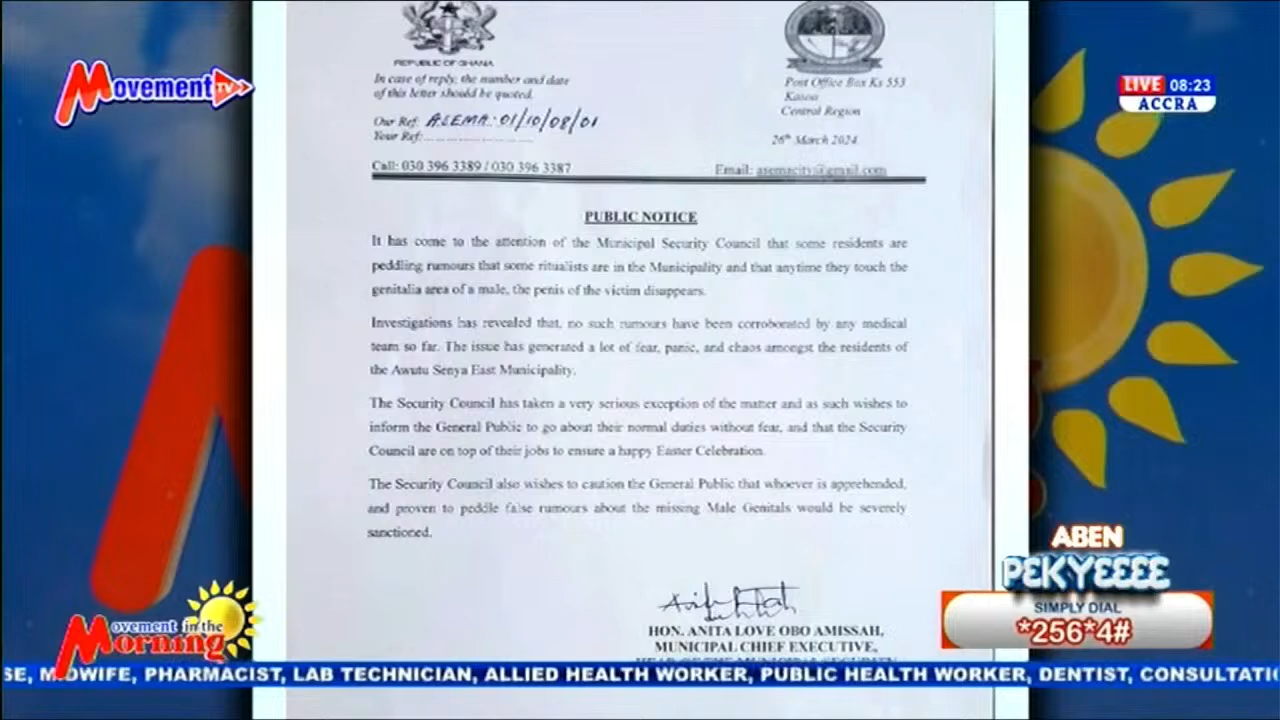 REPUBLIC OF GHANA
In case of reply, the number and date
of this letter should be quoted.
Our Ref: ASEMA: 01/10/08/01
Your Ref:
Call: 030 396 3389 / 030 396 3387
Post Office Box Ks 553
Kasoa
Central Region
26th March 2024
Email: asemacity@gmail.com
PUBLIC NOTICE
It has come to the attention of the Municipal Security Council that some residents are
peddling rumours that some ritualists are in the Municipality and that anytime they touch the
genitalia area of a male, the penis of the victim disappears.
Investigations has revealed that, no such rumours have been corroborated by any medical
team so far. The issue has generated a lot of fear, panic, and chaos amongst the residents of
the Awutu Senya East Municipality.
The Security Council has taken a very serious exception of the matter and as such wishes to
inform the General Public to go about their normal duties without fear, and that the Security
Council are on top of their jobs to ensure a happy Easter Celebration.
The Security Council also wishes to caution the General Public that whoever is apprehended,
and proven to peddle false rumours about the missing Male Genitals would be severely
sanctioned.
HON. ANITA LOVE OBO AMISSAH,
MUNICIPAL CHIEF EXECUTIVE,
HEAD OF THE MUNICIPAL SECURITY
Movement TV
LIVE 08:23
ACCRA
ABEN
PƐKYƐƐƐƐ
SIMPLY DIAL
*256*4#
Movement in the
Morning
SE, MIDWIFE, PHARMACIST, LAB TECHNICIAN, ALLIED HEALTH WORKER, PUBLIC HEALTH WORKER, DENTIST, CONSULTATI